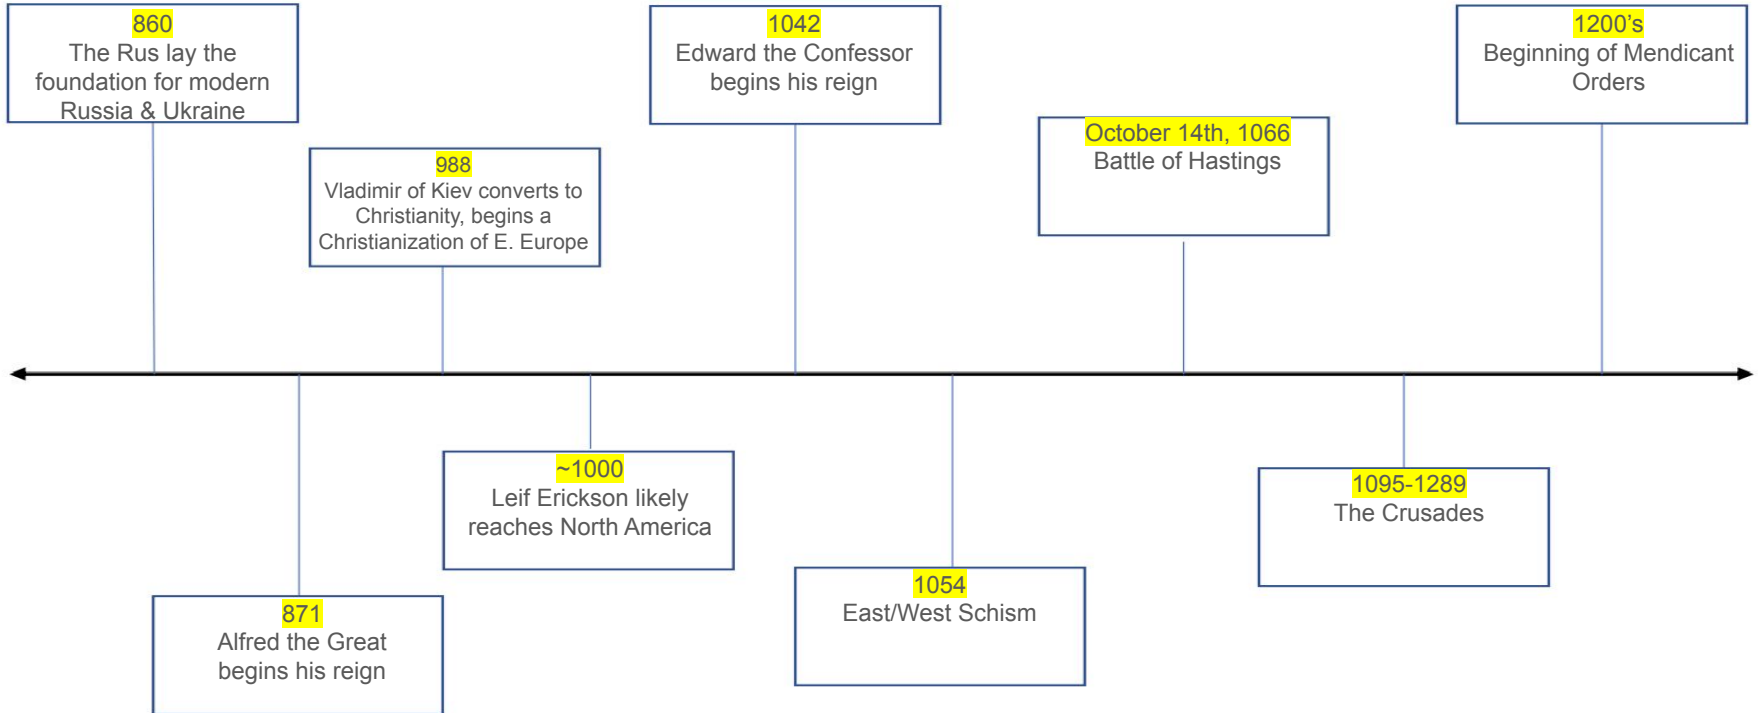 860
The Rus lay the
foundation for modern
Russia & Ukraine
871
Alfred the Great
begins his reign
988
Vladimir of Kiev converts to
Christianity, begins a
Christianization of E. Europe
~1000
Leif Erickson likely
reaches North America
1042
Edward the Confessor
begins his reign
1054
East/West Schism
October 14th, 1066
Battle of Hastings
1095-1289
The Crusades
1200’s
Beginning of Mendicant
Orders